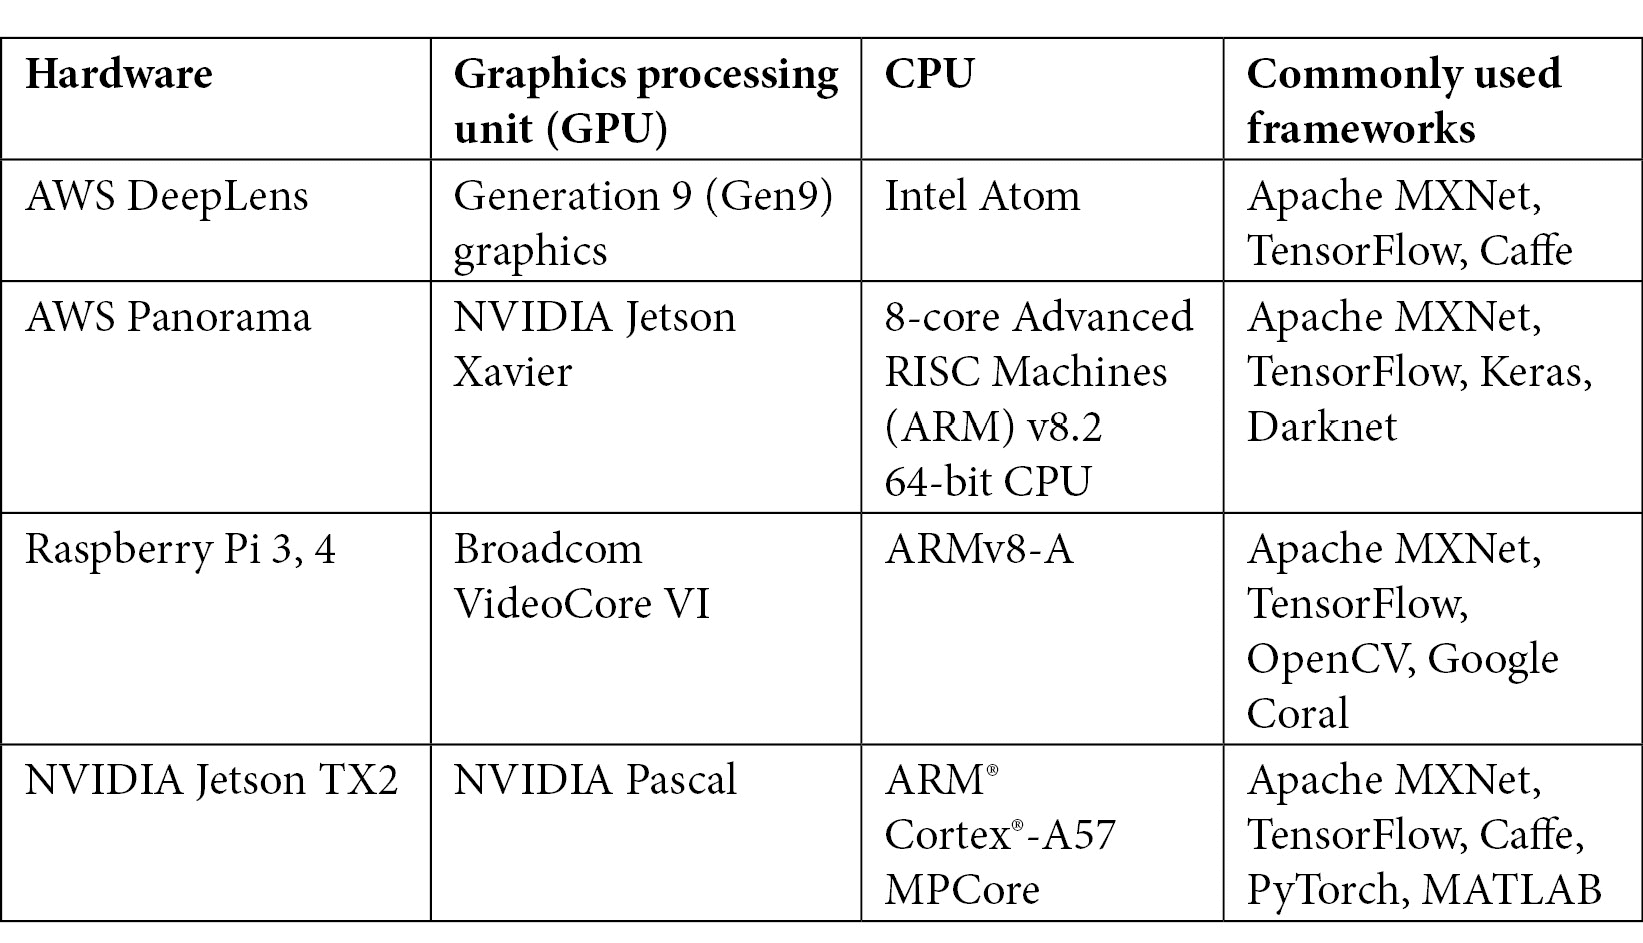 Hardware
Graphics processing
unit (GPU)
CPU
Commonly used
frameworks
AWS DeepLens
Generation 9 (Gen9)
graphics
Intel Atom
Apache MXNet,
TensorFlow, Caffe
AWS Panorama
NVIDIA Jetson
Xavier
8-core Advanced
RISC Machines
(ARM) v8.2
64-bit CPU
Apache MXNet,
TensorFlow, Keras,
Darknet
Raspberry Pi 3, 4
Broadcom
VideoCore VI
ARMv8-A
Apache MXNet,
TensorFlow,
OpenCV, Google
Coral
NVIDIA Jetson TX2
NVIDIA Pascal
ARM®
Cortex®-A57
MPCore
Apache MXNet,
TensorFlow, Caffe,
PyTorch, MATLAB